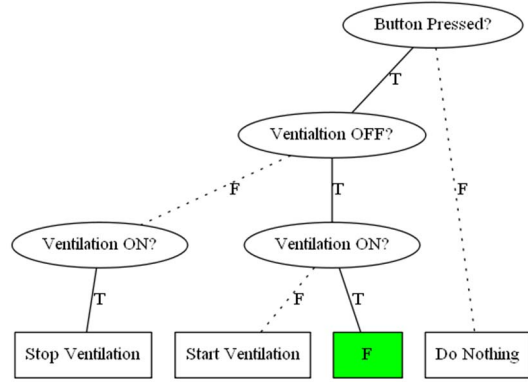 Button Pressed?
T
Ventialtion OFF?
F
T
F
Ventilation ON?
Ventilation ON?
T
F
T
Stop Ventilation
Start Ventilation
F
Do Nothing